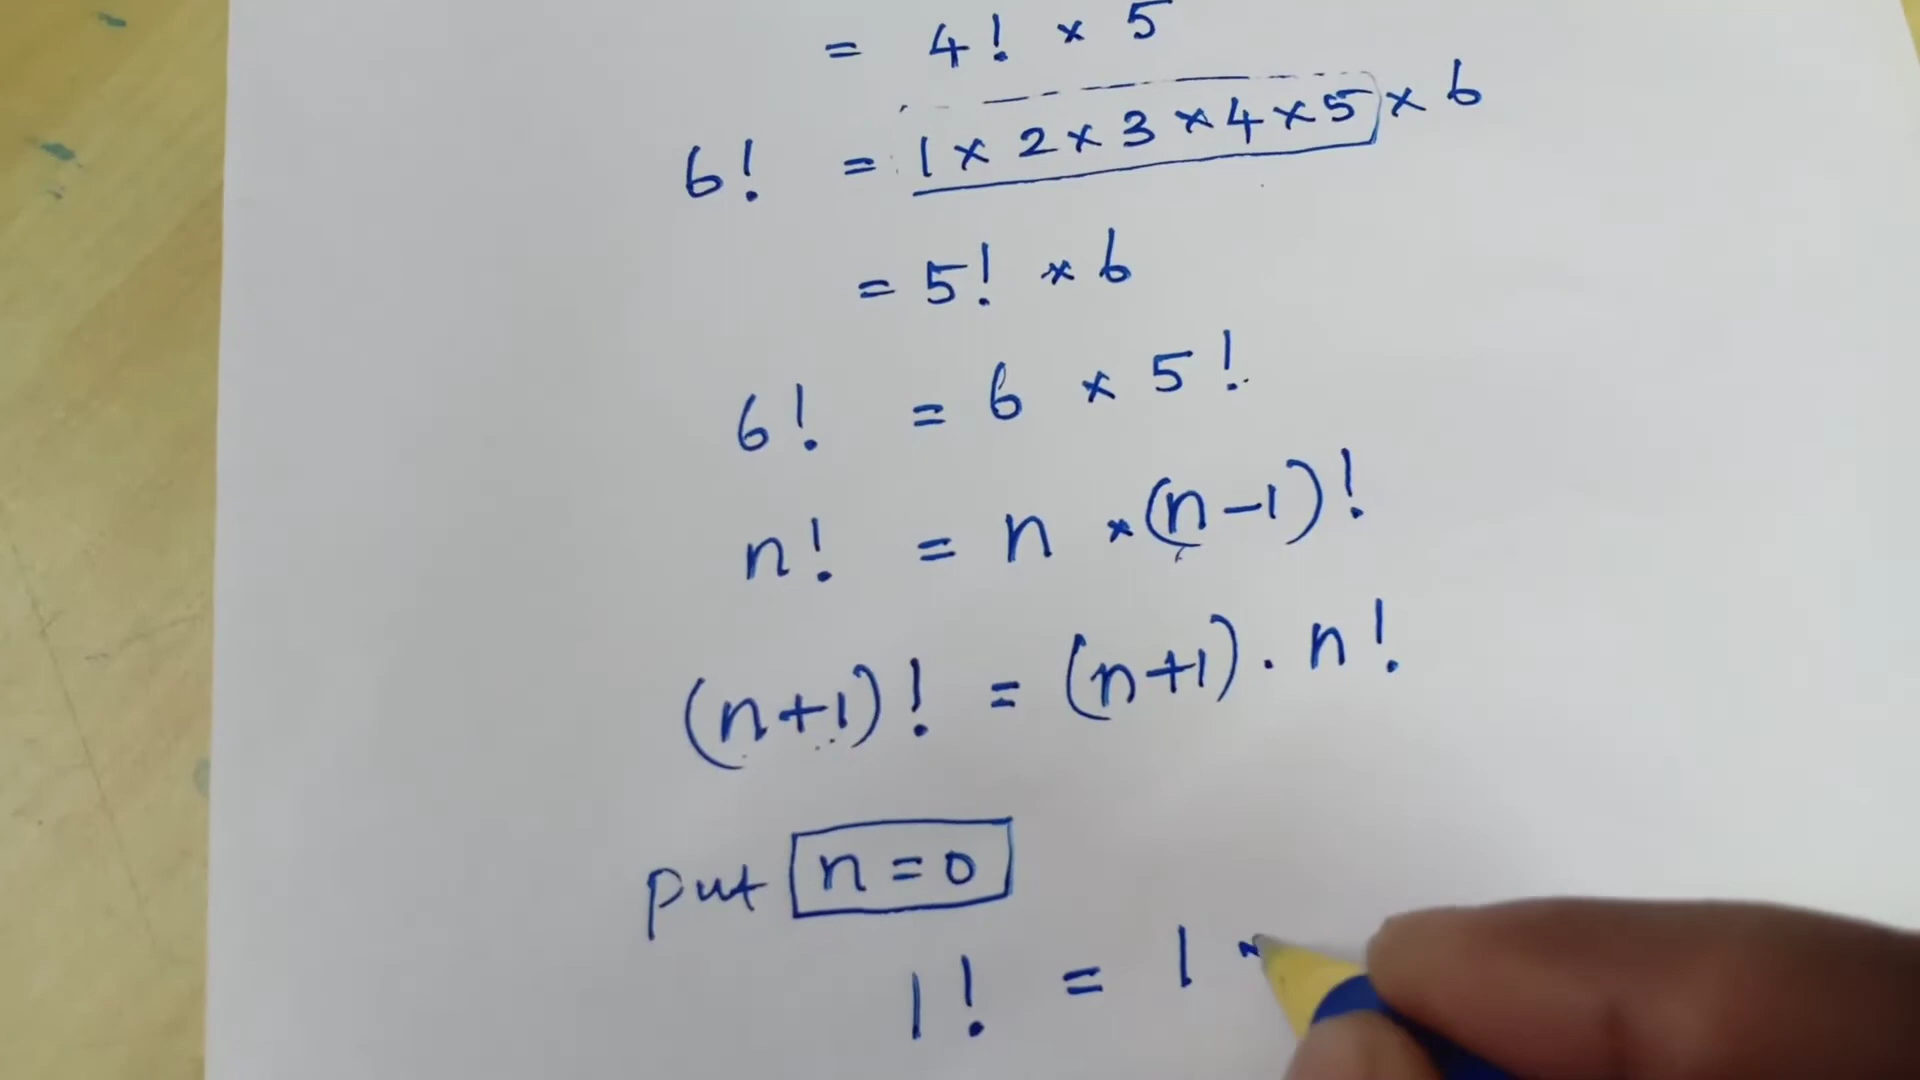 = 4! × 5
6! = 1 × 2 × 3 × 4 × 5 × 6
= 5! × 6
6! = 6 × 5!
n! = n × (n-1)!
(n+1)! = (n+1) . n!
put n = 0
1! = 1 ×